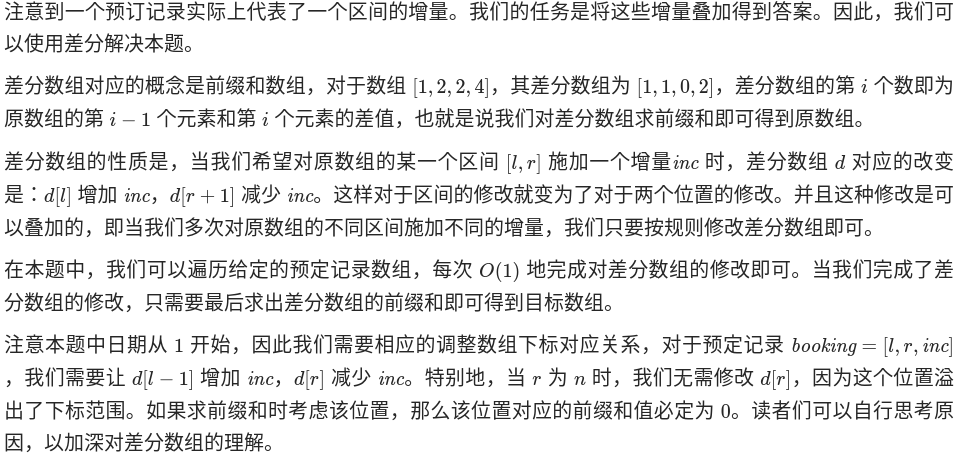 注意到一个预订记录实际上代表了一个区间的增量。我们的任务是将这些增量叠加得到答案。因此，我们可
以使用差分解决本题。
差分数组对应的概念是前缀和数组，对于数组 [1, 2, 2, 4]，其差分数组为 [1, 1, 0, 2]，差分数组的第 i 个数即为
原数组的第 i − 1 个元素和第 i 个元素的差值，也就是说我们对差分数组求前缀和即可得到原数组。
差分数组的性质是，当我们希望对原数组的某一个区间 [l, r] 施加一个增量inc 时，差分数组 d 对应的改变
是：d[l] 增加 inc，d[r + 1] 减少 inc。这样对于区间的修改就变为了对于两个位置的修改。并且这种修改是可
以叠加的，即当我们多次对原数组的不同区间施加不同的增量，我们只要按规则修改差分数组即可。
在本题中，我们可以遍历给定的预定记录数组，每次 O(1) 地完成对差分数组的修改即可。当我们完成了差
分数组的修改，只需要最后求出差分数组的前缀和即可得到目标数组。
注意本题中日期从 1 开始，因此我们需要相应的调整数组下标对应关系，对于预定记录 booking = [l, r, inc]
，我们需要让 d[l − 1] 增加 inc，d[r] 减少 inc。特别地，当 r 为 n 时，我们无需修改 d[r]，因为这个位置溢
出了下标范围。如果求前缀和时考虑该位置，那么该位置对应的前缀和值必定为 0。读者们可以自行思考原
因，以加深对差分数组的理解。